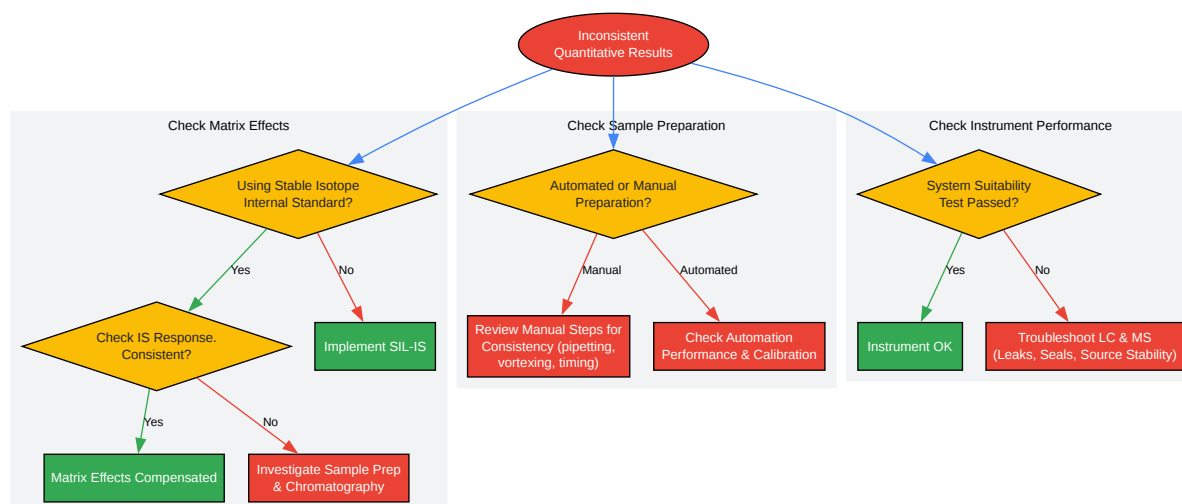 Inconsistent
Quantitative Results
Check Matrix Effects
Check Sample Preparation
Check Instrument Performance
Using Stable Isotope
Internal Standard?
Automated or Manual
Preparation?
System Suitability
Test Passed?
Yes
No
Manual
Automated
Yes
No
Check IS Response.
Consistent?
Implement SIL-IS
Review Manual Steps for
Consistency (pipetting,
vortexing, timing)
Check Automation
Performance & Calibration
Instrument OK
Troubleshoot LC & MS
(Leaks, Seals, Source Stability)
Yes
No
Matrix Effects Compensated
Investigate Sample Prep
& Chromatography